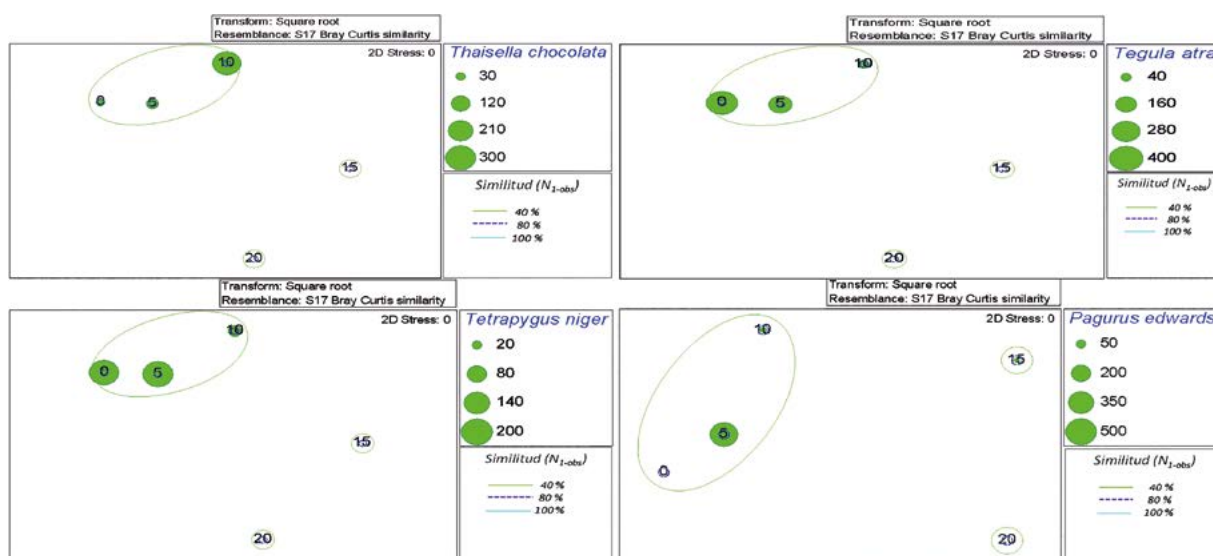 Transform: Square root
Resemblance: S17 Bray Curtis similarity
2D Stress: 0
Thaisella chocolata
30
120
210
300
10
5
15
20
Similitud (N1-obs)
40 %
80 %
100 %
Transform: Square root
Resemblance: S17 Bray Curtis similarity
2D Stress: 0
Tegula atra
40
160
280
400
10
0
5
15
20
Similitud (N1-obs)
40 %
80 %
100 %
Transform: Square root
Resemblance: S17 Bray Curtis similarity
2D Stress: 0
Tetrapygus niger
20
80
140
200
10
0
5
15
20
Similitud (N1-obs)
40 %
80 %
100 %
Transform: Square root
Resemblance: S17 Bray Curtis similarity
2D Stress: 0
Pagurus edwards
50
200
350
500
10
15
5
0
20
Similitud (N1-obs)
40 %
80 %
100 %